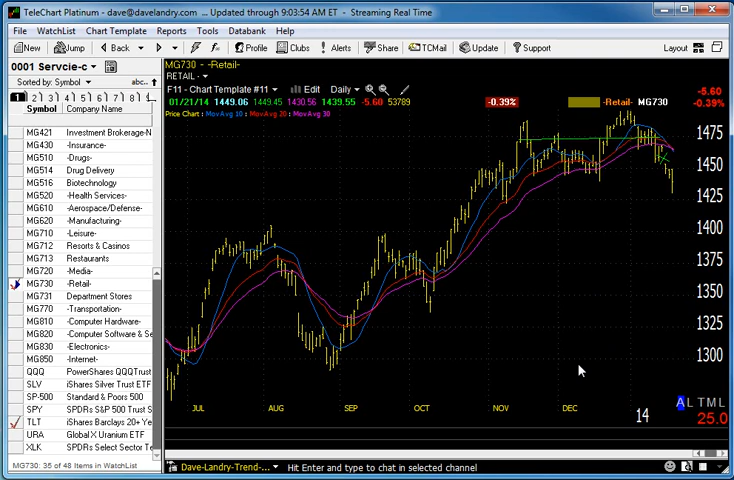 TeleChart Platinum - dave@davelandry.com ... Updated through 9:03:54 AM ET - Streaming Real Time
File WatchList Chart Template Reports Tools Databank Help
New Jump Back Profile Clubs Alerts Share TCMail Update Support Layout
0001 Servcie-c
Sorted by: Symbol abc..
1 2 3 4 5 6 7 8
Symbol Company Name
MG421 Investment Brokerage-N
MG430 -Insurance-
MG510 -Drugs-
MG514 Drug Delivery
MG516 Biotechnology
MG520 -Health Services-
MG610 -Aerospace/Defense-
MG620 -Manufacturing-
MG710 -Leisure-
MG712 Resorts & Casinos
MG713 Restaurants
MG720 -Media-
MG730 -Retail-
MG731 Department Stores
MG770 -Transportation-
MG810 -Computer Hardware-
MG820 -Computer Software & Se
MG830 -Electronics-
MG850 -Internet-
QQQ PowerShares QQQTrust
SLV iShares Silver Trust ETF
SP-500 Standard & Poors 500
SPY SPDRs S&P 500 Trust S
TLT iShares Barclays 20+ Ye
URA Global X Uranium ETF
XLK SPDRs Select Sector Te
MG730: 35 of 48 Items in WatchList
MG730 - -Retail-
RETAIL -
F11 - Chart Template #11 Edit Daily
01/21/14 1449.06 1449.45 1430.56 1439.55 -5.60 53789 -0.39% -Retail- MG730
-5.60
-0.39%
Price Chart : MovAvg 10 : MovAvg 20 : MovAvg 30
1475
1450
1425
1400
1375
1350
1325
1300
JUL AUG SEP OCT NOV DEC 14
A L T M L
25.0
Dave-Landry-Trend-... Hit Enter and type to chat in selected channel